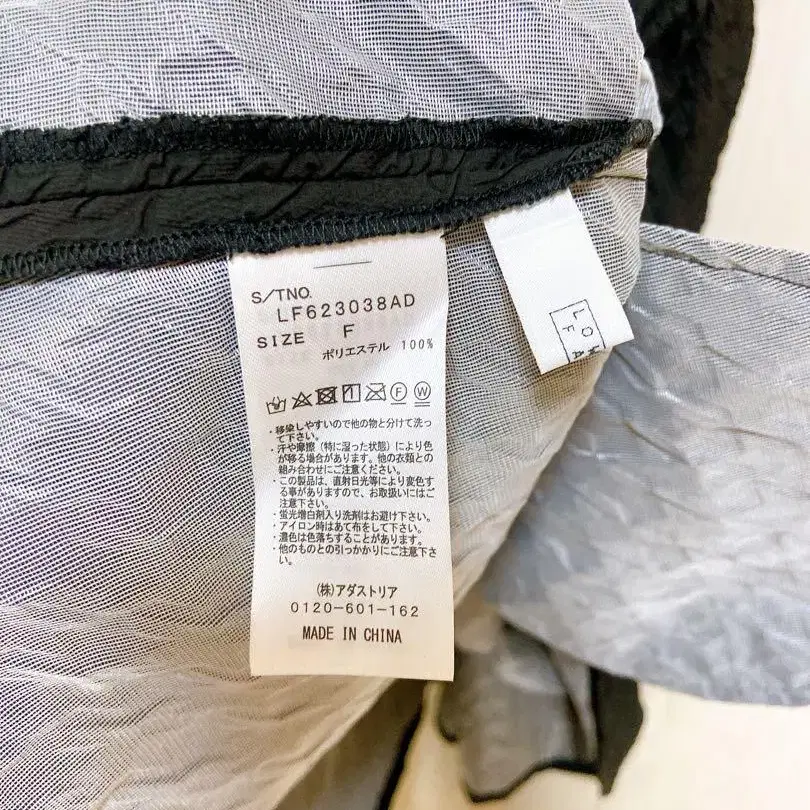 S/TNO.
LF623038AD
SIZE F
ポリエステル 100%
F W
・移染しやすいので他の物と分けて洗っ
て下さい。
・汗や摩擦（特に湿った状態）により色
が移る場合があります。他の衣類との
組み合わせにご注意ください。
・この製品は、直射日光等により変色す
る事がありますので、お取扱いにはご
注意下さい。
・蛍光増白剤入り洗剤はお避け下さい。
・アイロン時はあて布をして下さい。
・濃色は色落ちすることがあります。
・他のものとの引っかかりにご注意下さ
い。
(株)アダストリア
0120-601-162
MADE IN CHINA
LOW
FA